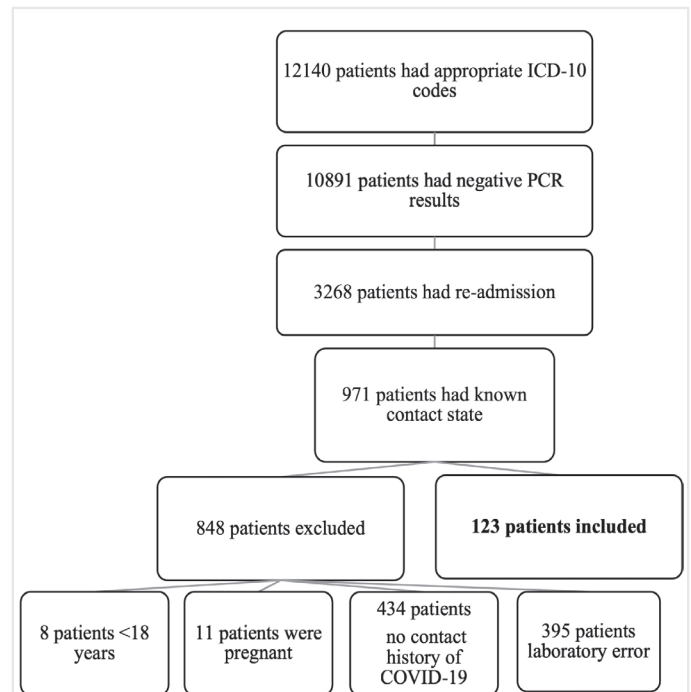 12140 patients had appropriate ICD-10
codes
10891 patients had negative PCR
results
3268 patients had re-admission
971 patients had known
contact state
848 patients excluded
123 patients included
8 patients <18
years
11 patients were
pregnant
434 patients
no contact
history of
COVID-19
395 patients
laboratory error